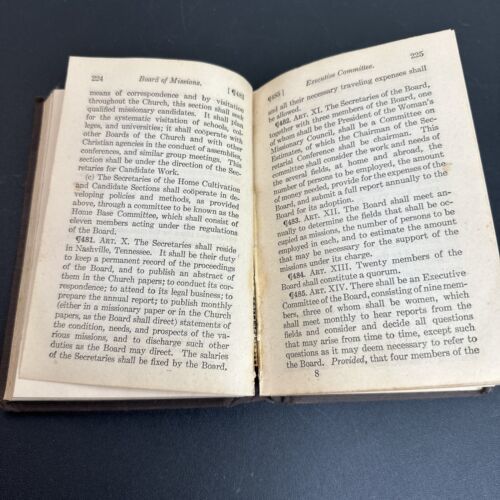 224 Board of Missions. [¶481
means of correspondence and by visitation
throughout the Church, this section shall seek
qualified missionary candidates. It shall plan
for the systematic visitation of schools, col-
leges, and universities; it shall coöperate with
other Boards of the Church and with other
Christian agencies in the conduct of assemblies,
conferences, and similar group meetings. This
section shall be under the direction of the Sec-
retaries for Candidate Work.
(c) The Secretaries of the Home Cultivation
and Candidate Sections shall coöperate in de-
veloping policies and methods, as provided
above, through a committee to be known as the
Home Base Committee, which shall consist of
eleven members acting under the regulations
of the Board.
¶481. ART. X. The Secretaries shall reside
in Nashville, Tennessee. It shall be their duty
to keep a permanent record of the proceedings
of the Board, and to publish an abstract of
them in the Church papers; to conduct its cor-
respondence; to attend to its legal business; to
prepare the annual report; to publish monthly
(either in a missionary paper or in the Church
papers, as the Board shall direct) statements of
the condition, needs, and prospects of the va-
rious missions, and to discharge such other
duties as the Board may direct. The salaries
of the Secretaries shall be fixed by the Board,
¶485] Executive Committee. 225
and all their necessary traveling expenses shall
be allowed.
¶482. ART. XI. The Secretaries of the Board,
together with three members of the Board, one
of whom shall be the President of the Woman's
Missionary Council, shall be a Committee on
Estimates, of which the Chairman of the Sec-
retarial Conference shall be chairman. This
committee shall consider the work and needs of
the several fields, at home and abroad, the
number of persons to be employed, the amount
of money needed, provide for the expenses of the
Board, and submit a full report annually to the
Board for its adoption.
¶483. ART. XII. The Board shall meet an-
nually to determine the fields that shall be oc-
cupied as missions, the number of persons to be
employed in each, and to estimate the amount
that may be necessary for the support of the
missions under its charge.
¶484. ART. XIII. Twenty members of the
Board shall constitute a quorum.
¶485. ART. XIV. There shall be an Executive
Committee of the Board, consisting of nine mem-
bers, three of whom shall be women, which
shall meet monthly to hear reports from the
fields and consider and decide all questions
that may arise from time to time, except such
questions as it may deem necessary to refer to
the Board. Provided, that four members of the
8